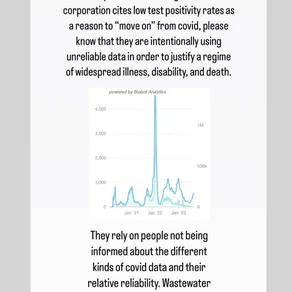 corporation cites low test positivity rates as
a reason to "move on" from covid, please
know that they are intentionally using
unreliable data in order to justify a regime
of widespread illness, disability, and death.
powered by Biobot Analytics
4,000
3,000
2,000
1,000
0
1M
500k
0
Jan '21
Jan '22
Jan '23
They rely on people not being
informed about the different
kinds of covid data and their
relative reliability. Wastewater